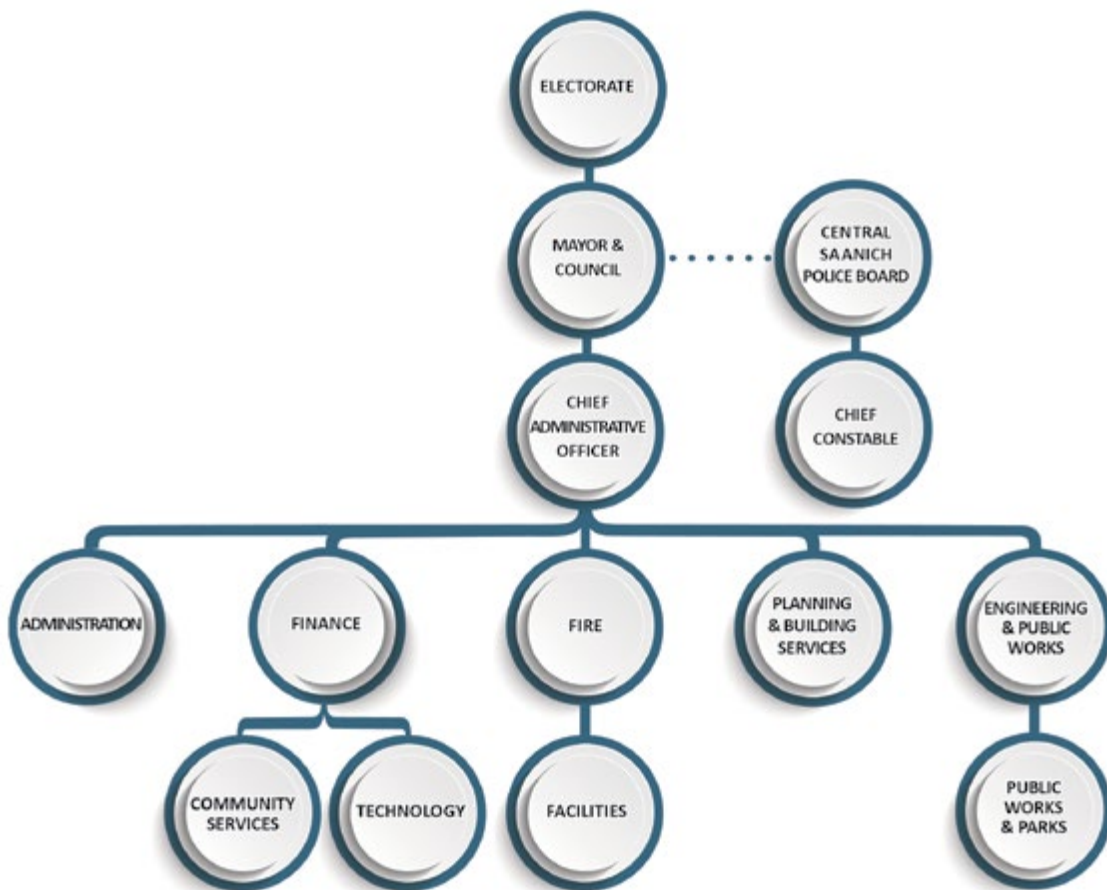 ELECTORATE
MAYOR &
COUNCIL
CENTRAL
SAANICH
POLICE BOARD
CHIEF
ADMINISTRATIVE
OFFICER
CHIEF
CONSTABLE
ADMINISTRATION
FINANCE
FIRE
PLANNING
& BUILDING
SERVICES
ENGINEERING
& PUBLIC
WORKS
COMMUNITY
SERVICES
TECHNOLOGY
FACILITIES
PUBLIC
WORKS
& PARKS